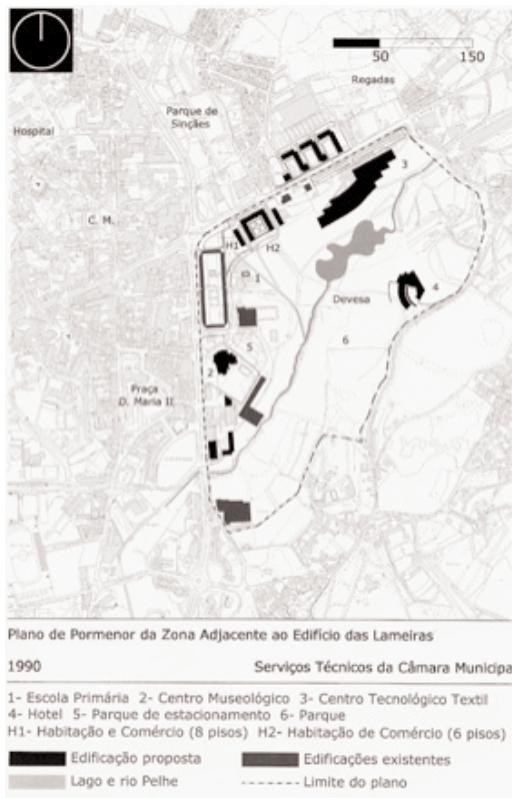 50
150
Regadas
Parque de
Sinçães
Hospital
3
C. M.
H1
H2
1
Devesa
4
5
6
2
Praça
D. Maria II
Plano de Pormenor da Zona Adjacente ao Edifício das Lameiras
1990
Serviços Técnicos da Câmara Municipa
1- Escola Primária 2- Centro Museológico 3- Centro Tecnológico Textil
4- Hotel 5- Parque de estacionamento 6- Parque
H1- Habitação e Comércio (8 pisos) H2- Habitação de Comércio (6 pisos)
Edificação proposta
Edificações existentes
Lago e rio Pelhe
Limite do plano